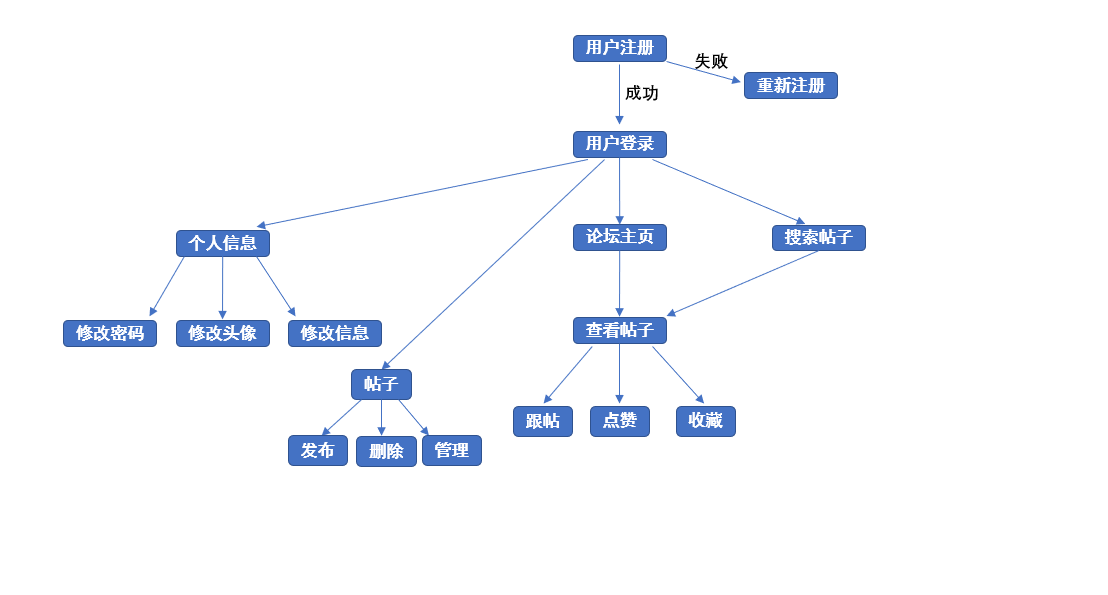 用户注册
失败
重新注册
成功
用户登录
个人信息
论坛主页
搜索帖子
修改密码
修改头像
修改信息
查看帖子
帖子
跟帖
点赞
收藏
发布
删除
管理